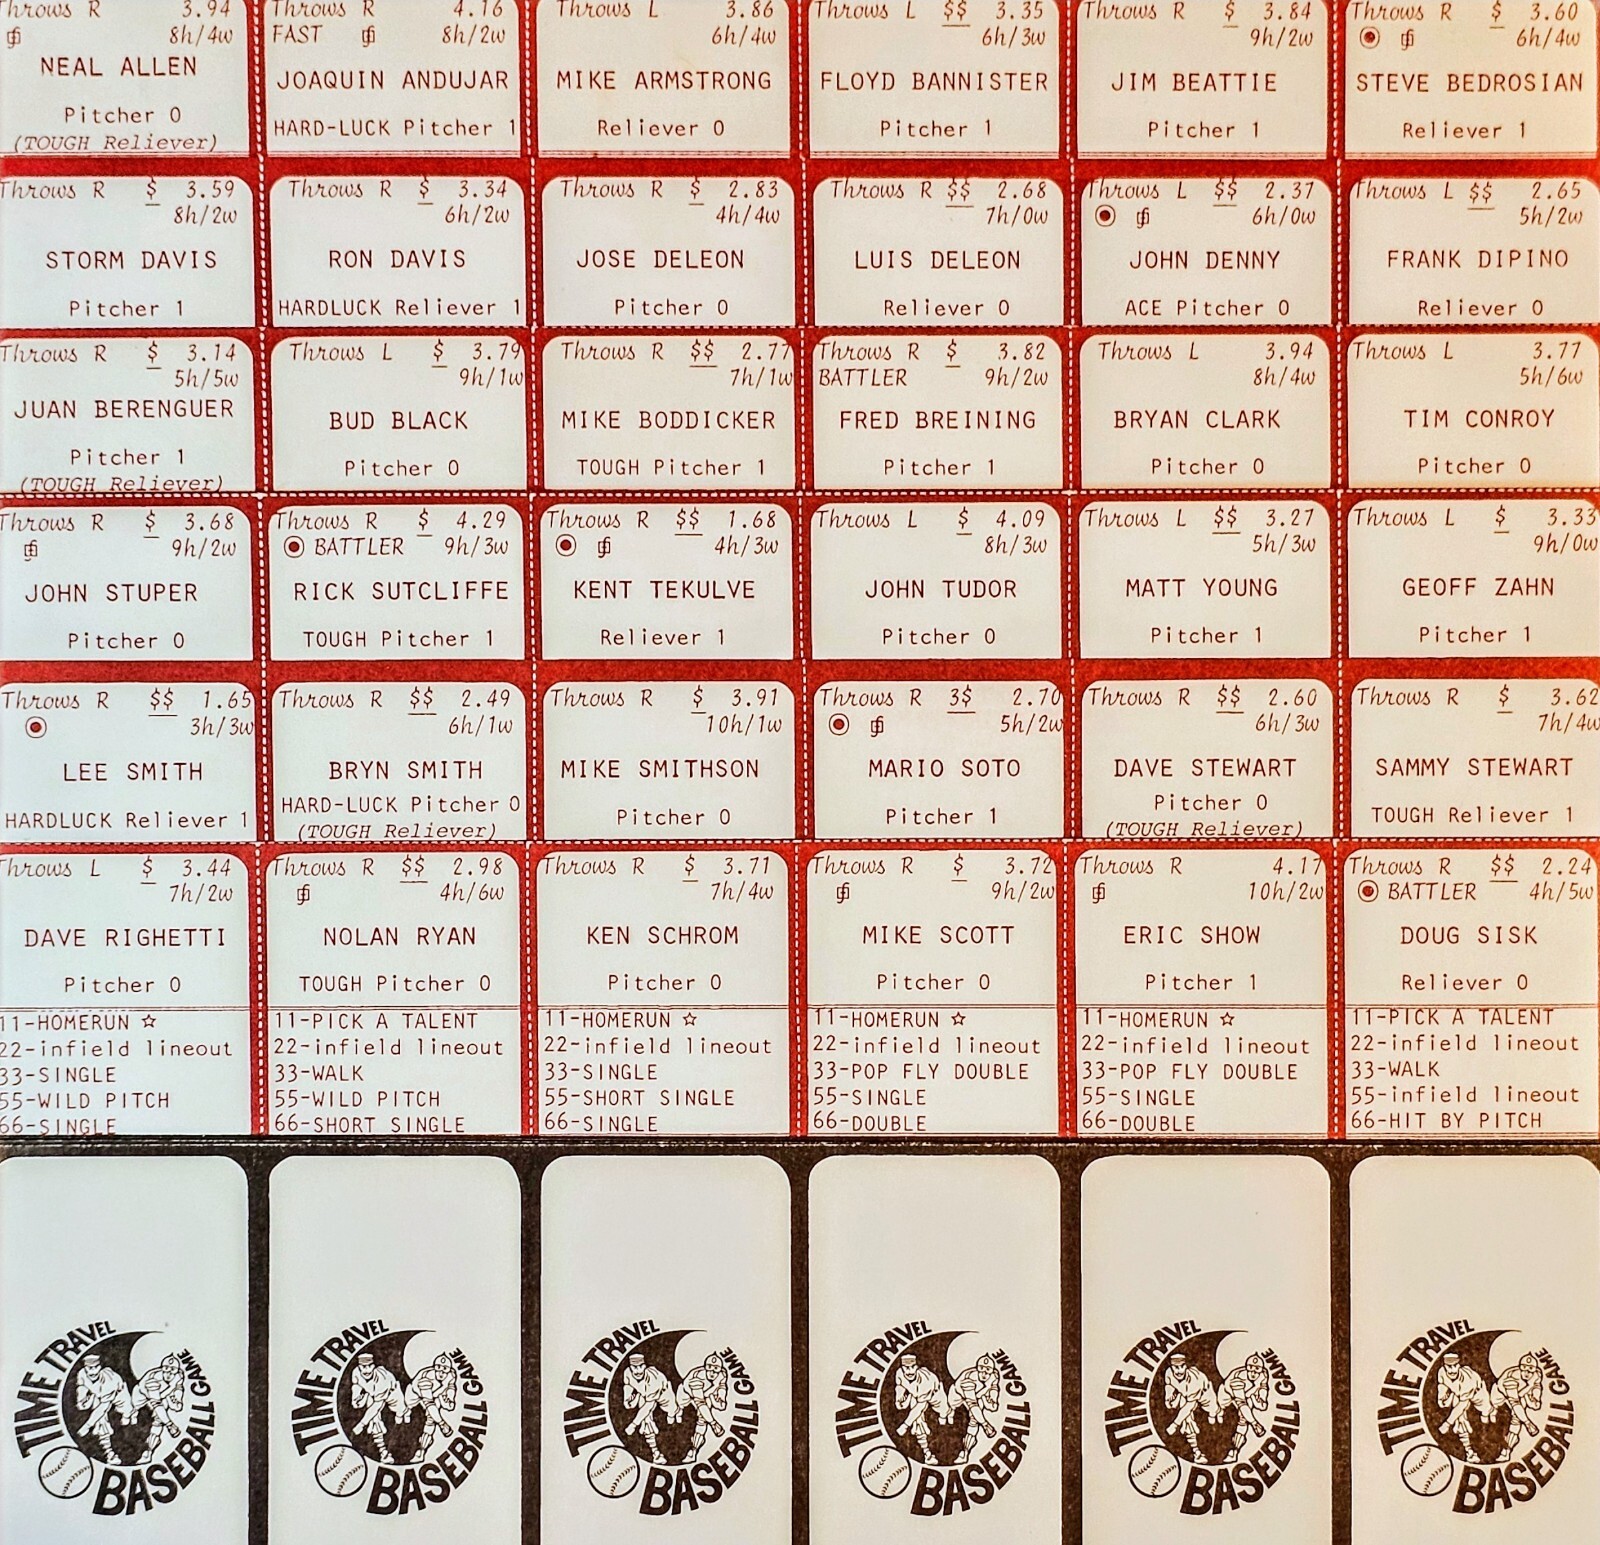 Throws R 3.94
8h/4w
NEAL ALLEN
Pitcher 0
(TOUGH Reliever)
Throws R 4.16
FAST 8h/2w
JOAQUIN ANDUJAR
HARD-LUCK Pitcher 1
Throws L 3.86
6h/4w
MIKE ARMSTRONG
Reliever 0
Throws L $$ 3.35
6h/3w
FLOYD BANNISTER
Pitcher 1
Throws R $ 3.84
9h/2w
JIM BEATTIE
Pitcher 1
Throws R $ 3.60
6h/4w
STEVE BEDROSIAN
Reliever 1
Throws R $ 3.59
8h/2w
STORM DAVIS
Pitcher 1
Throws R $ 3.34
6h/2w
RON DAVIS
HARDLUCK Reliever 1
Throws R $ 2.83
4h/4w
JOSE DELEON
Pitcher 0
Throws R $$ 2.68
7h/0w
LUIS DELEON
Reliever 0
Throws L $$ 2.37
6h/0w
JOHN DENNY
ACE Pitcher 0
Throws L $$ 2.65
5h/2w
FRANK DIPINO
Reliever 0
Throws R $ 3.14
5h/5w
JUAN BERENGUER
Pitcher 1
(TOUGH Reliever)
Throws L $ 3.79
9h/1w
BUD BLACK
Pitcher 0
Throws R $$ 2.77
7h/1w
MIKE BODDICKER
TOUGH Pitcher 1
Throws R $ 3.82
BATTLER 9h/2w
FRED BREINING
Pitcher 1
Throws L 3.94
8h/4w
BRYAN CLARK
Pitcher 0
Throws L 3.77
5h/6w
TIM CONROY
Pitcher 0
Throws R $ 3.68
9h/2w
JOHN STUPER
Pitcher 0
Throws R $ 4.29
BATTLER 9h/3w
RICK SUTCLIFFE
TOUGH Pitcher 1
Throws R $$ 1.68
4h/3w
KENT TEKULVE
Reliever 1
Throws L $ 4.09
8h/3w
JOHN TUDOR
Pitcher 0
Throws L $$ 3.27
5h/3w
MATT YOUNG
Pitcher 1
Throws L $ 3.33
9h/0w
GEOFF ZAHN
Pitcher 1
Throws R $$ 1.65
3h/3w
LEE SMITH
HARDLUCK Reliever 1
Throws R $$ 2.49
6h/1w
BRYN SMITH
HARD-LUCK Pitcher 0
(TOUGH Reliever)
Throws R $ 3.91
10h/1w
MIKE SMITHSON
Pitcher 0
Throws R 3$ 2.70
5h/2w
MARIO SOTO
Pitcher 1
Throws R $$ 2.60
6h/3w
DAVE STEWART
Pitcher 0
(TOUGH Reliever)
Throws R $ 3.62
7h/4w
SAMMY STEWART
TOUGH Reliever 1
Throws L $ 3.44
7h/2w
DAVE RIGHETTI
Pitcher 0
11-HOMERUN ☆
22-infield lineout
33-SINGLE
55-WILD PITCH
66-SINGLE
Throws R $$ 2.98
4h/6w
NOLAN RYAN
TOUGH Pitcher 0
11-PICK A TALENT
22-infield lineout
33-WALK
55-WILD PITCH
66-SHORT SINGLE
Throws R $ 3.71
7h/4w
KEN SCHROM
Pitcher 0
11-HOMERUN ☆
22-infield lineout
33-SINGLE
55-SHORT SINGLE
66-SINGLE
Throws R $ 3.72
9h/2w
MIKE SCOTT
Pitcher 0
11-HOMERUN ☆
22-infield lineout
33-POP FLY DOUBLE
55-SINGLE
66-DOUBLE
Throws R 4.17
10h/2w
ERIC SHOW
Pitcher 1
11-HOMERUN ☆
22-infield lineout
33-POP FLY DOUBLE
55-SINGLE
66-DOUBLE
Throws R $$ 2.24
BATTLER 4h/5w
DOUG SISK
Reliever 0
11-PICK A TALENT
22-infield lineout
33-WALK
55-infield lineout
66-HIT BY PITCH
TIME TRAVEL
BASEBALL GAME
TIME TRAVEL
BASEBALL GAME
TIME TRAVEL
BASEBALL GAME
TIME TRAVEL
BASEBALL GAME
TIME TRAVEL
BASEBALL GAME
TIME TRAVEL
BASEBALL GAME